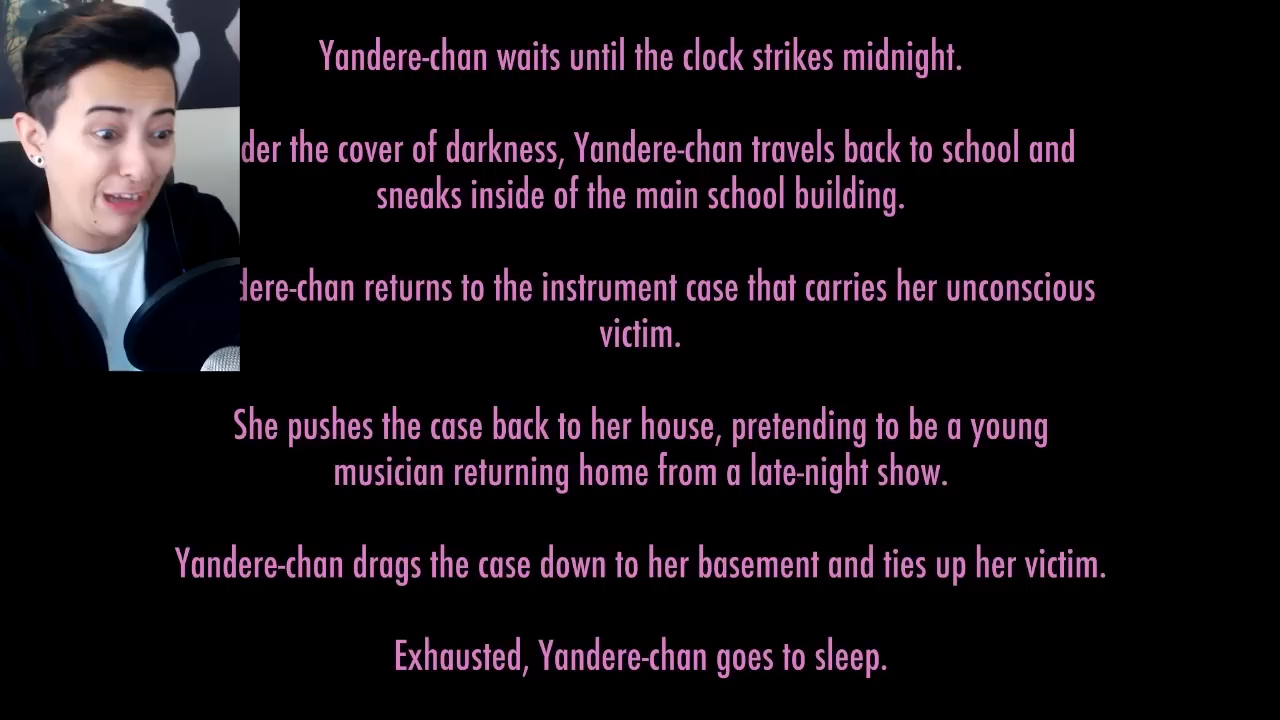 Yandere-chan waits until the clock strikes midnight.
der the cover of darkness, Yandere-chan travels back to school and
sneaks inside of the main school building.
dere-chan returns to the instrument case that carries her unconscious
victim.
She pushes the case back to her house, pretending to be a young
musician returning home from a late-night show.
Yandere-chan drags the case down to her basement and ties up her victim.
Exhausted, Yandere-chan goes to sleep.